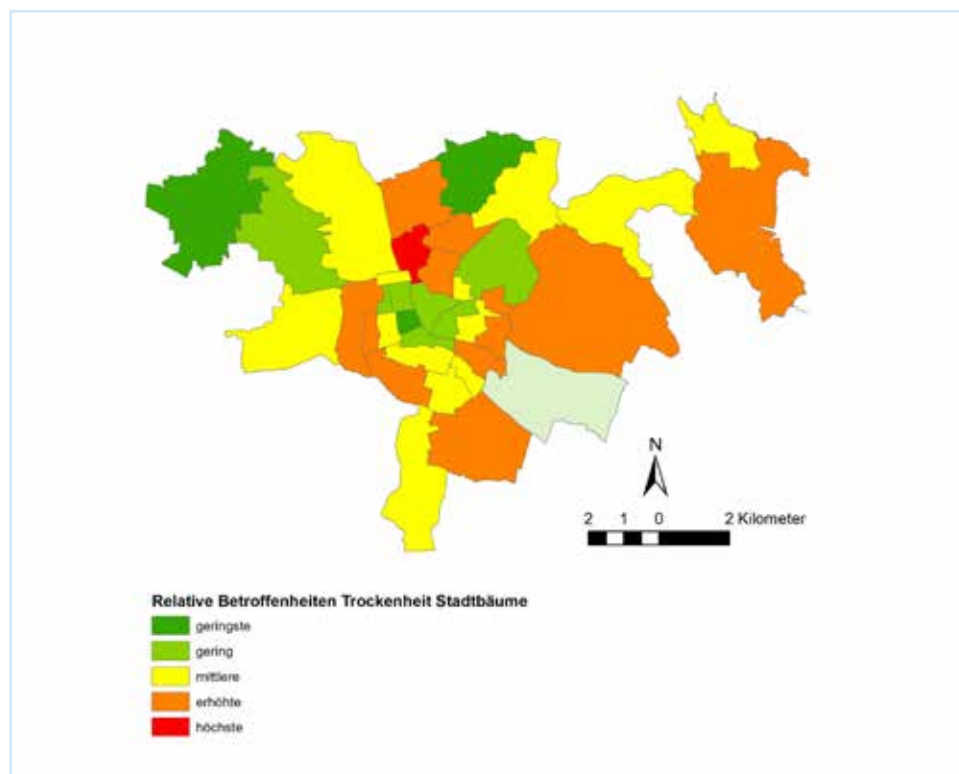 N
2 1 0 2 Kilometer
Relative Betroffenheiten Trockenheit Stadtbäume
geringste
gering
mittlere
erhöhte
höchste